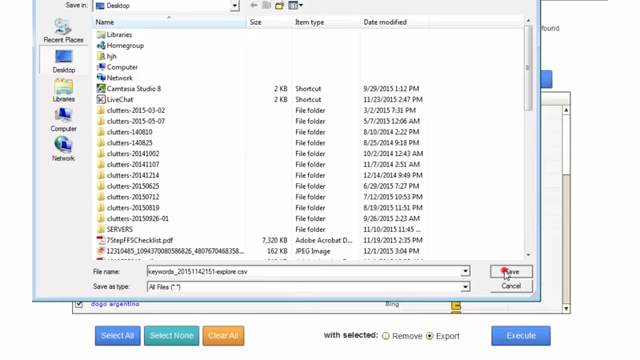 Save in: Desktop
Name Size Item type Date modified
Libraries
Homegroup
hjh
Computer
Network
Camtasia Studio 8 2 KB Shortcut 9/29/2015 1:12 PM
LiveChat 2 KB Shortcut 11/23/2015 2:47 PM
clutters-2015-03-02 File folder 3/2/2015 7:31 PM
clutters-2015-05-07 File folder 5/7/2015 12:06 AM
clutters-140810 File folder 8/10/2014 2:22 PM
clutters-140825 File folder 8/25/2014 9:18 PM
clutters-20141002 File folder 10/2/2014 12:43 AM
clutters-20141107 File folder 11/7/2014 2:51 AM
clutters-201214 File folder 12/14/2014 9:49 PM
clutters-20150625 File folder 6/29/2015 7:27 PM
clutters-20150712 File folder 7/12/2015 10:53 PM
clutters-20150819 File folder 8/19/2015 11:51 PM
clutters-20150926-01 File folder 9/26/2015 2:23 AM
SERVERS File folder 11/10/2015 11:45 ...
7StepFFSChecklist.pdf 7,320 KB Adobe Acrobat D... 11/19/2015 2:35 PM
162 KB JPEG Image 12/1/2015 3:04 PM
Recent Places
Desktop
Libraries
Computer
Network
File name: keywords_20151142151-explore.csv Save
Save as type: All Files (*.*) Cancel
found
dogo argentino Bing
Select All Select None Clear All with selected: Remove Export Execute